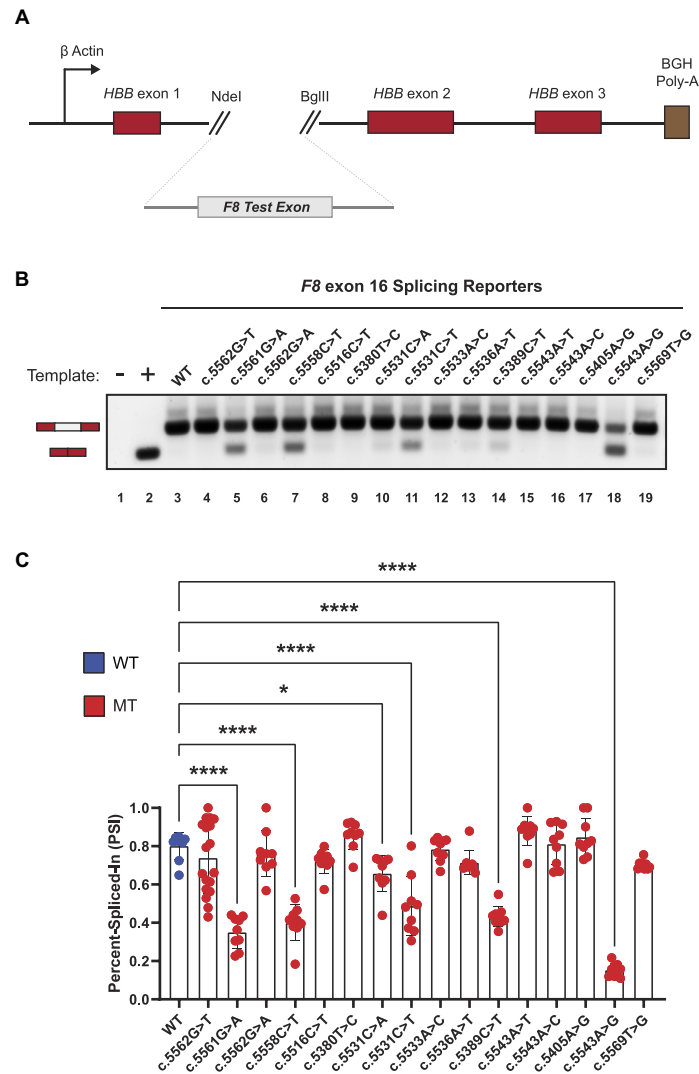 A
β Actin
HBB exon 1
NdeI
BglII
HBB exon 2
HBB exon 3
BGH
Poly-A
F8 Test Exon
B
F8 exon 16 Splicing Reporters
Template:
-
+
WT
c.5562G>T
c.5561G>A
c.5562G>A
c.5558C>T
c.5516C>T
c.5380T>C
c.5531C>A
c.5531C>T
c.5533A>C
c.5536A>T
c.5389C>T
c.5543A>T
c.5543A>C
c.5405A>G
c.5543A>G
c.5569T>G
1 2 3 4 5 6 7 8 9 10 11 12 13 14 15 16 17 18 19
C
****
****
****
*
****
****
WT
MT
Percent-Spliced-In (PSI)
1.0
0.8
0.6
0.4
0.2
0.0
WT
c.5562G>T
c.5561G>A
c.5562G>A
c.5558C>T
c.5516C>T
c.5380T>C
c.5531C>A
c.5531C>T
c.5533A>C
c.5536A>T
c.5389C>T
c.5543A>T
c.5543A>C
c.5405A>G
c.5543A>G
c.5569T>G